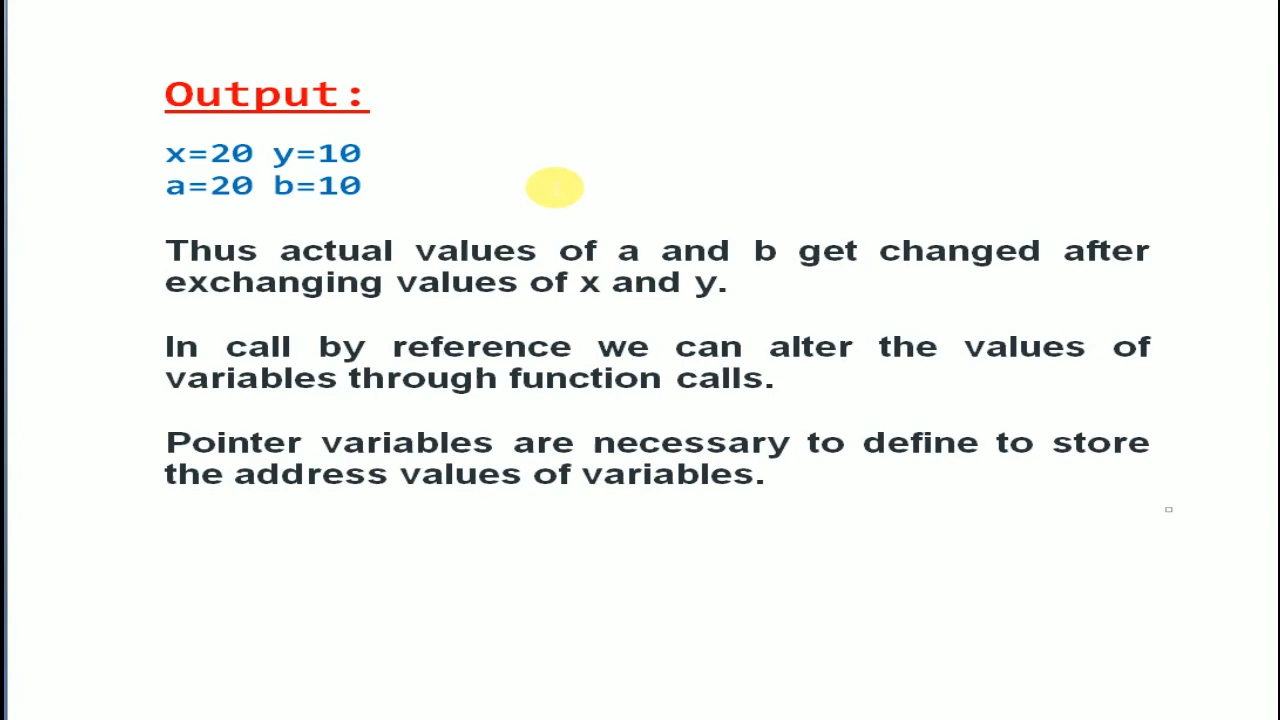 Output:
x=20 y=10
a=20 b=10
Thus actual values of a and b get changed after
exchanging values of x and y.
In call by reference we can alter the values of
variables through function calls.
Pointer variables are necessary to define to store
the address values of variables.